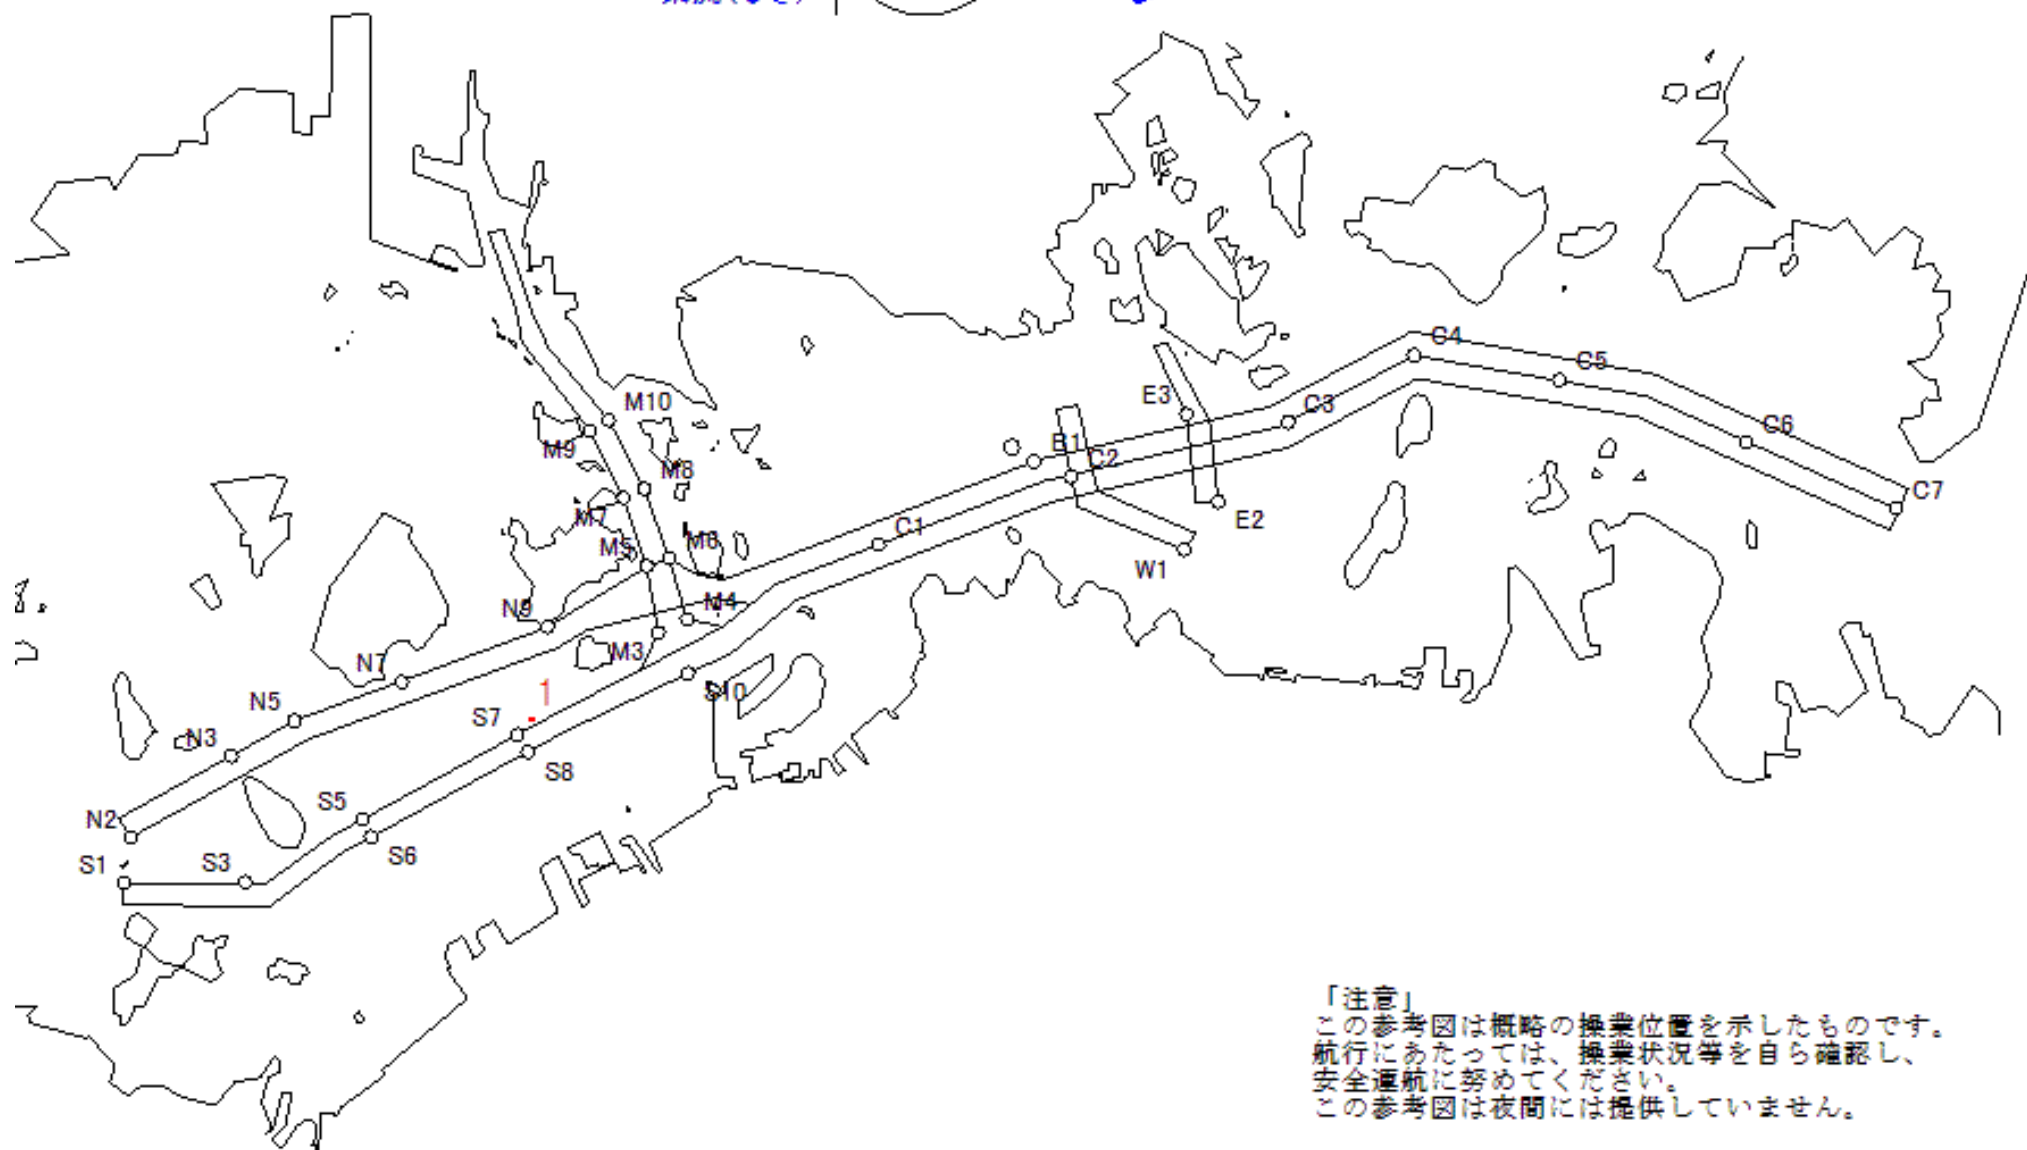 C4
C5
E3
M10
C3
C6
B1
M9
C2
M8
C7
M7
E2
C1
M6
M5
W1
N9
M4
M3
N7
S10
1
N5
S7
N3
S8
S5
N2
S6
S1
S3
「注意」
この参考図は概略の操業位置を示したものです。
航行にあたっては、操業状況等を自ら確認し、
安全運航に努めてください。
この参考図は夜間には提供していません。